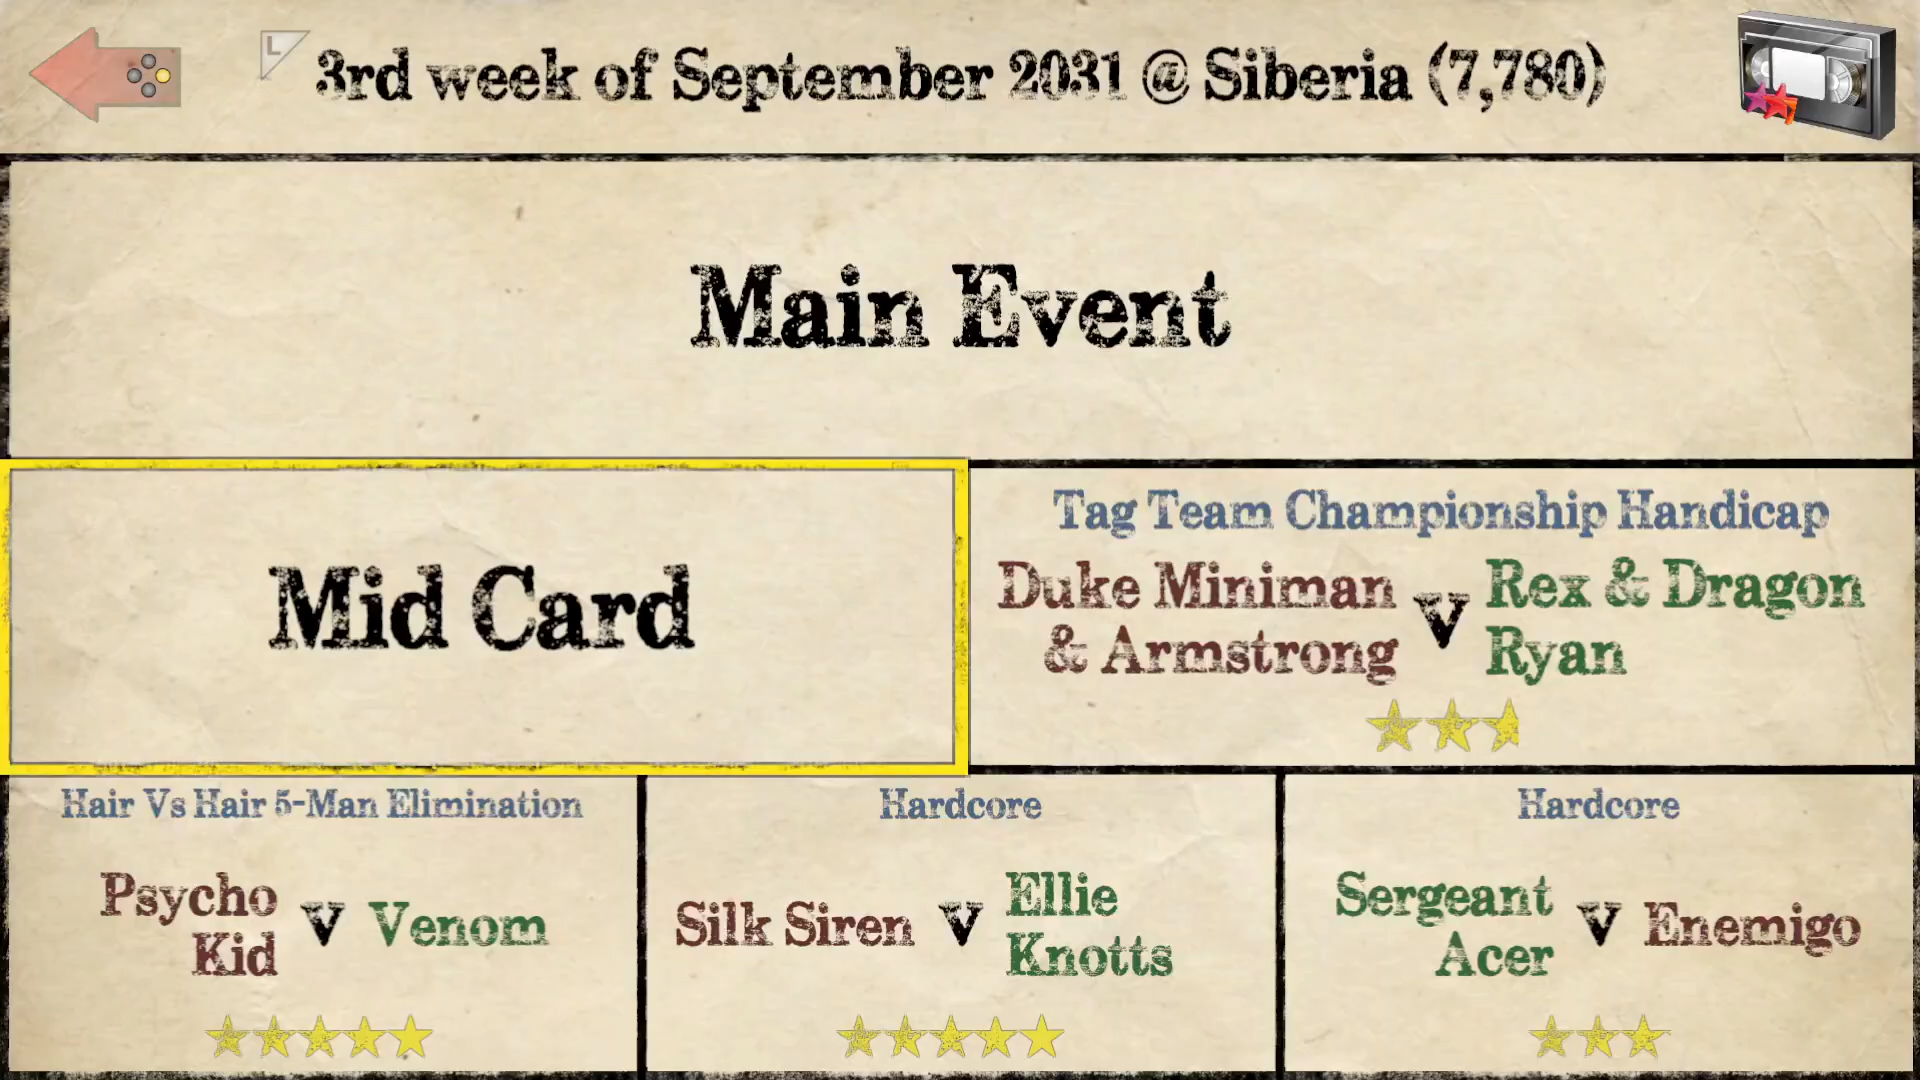 L
3rd week of September 2031 @ Siberia (7,780)
Main Event
Mid Card
Tag Team Championship Handicap
Duke Miniman & Armstrong
v
Rex & Dragon Ryan
Hair Vs Hair 5-Man Elimination
Psycho Kid
v
Venom
Hardcore
Silk Siren
v
Ellie Knotts
Hardcore
Sergeant Acer
v
Enemigo